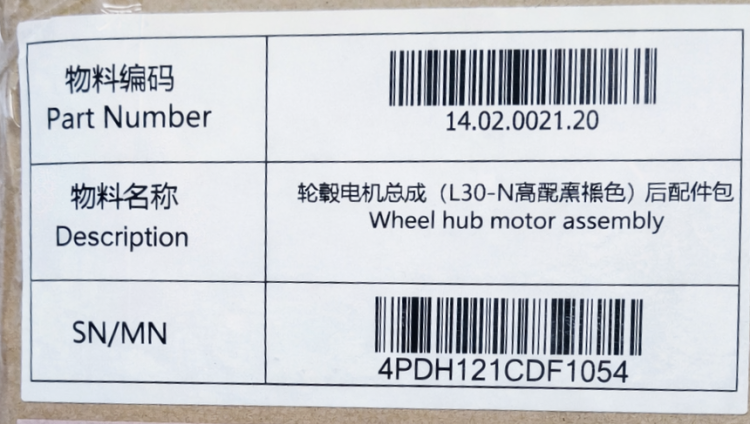 物料编码
Part Number
14.02.0021.20
物料名称
Description
轮毂电机总成（L30-N高配熏褐色）后配件包
Wheel hub motor assembly
SN/MN
4PDH121CDF1054